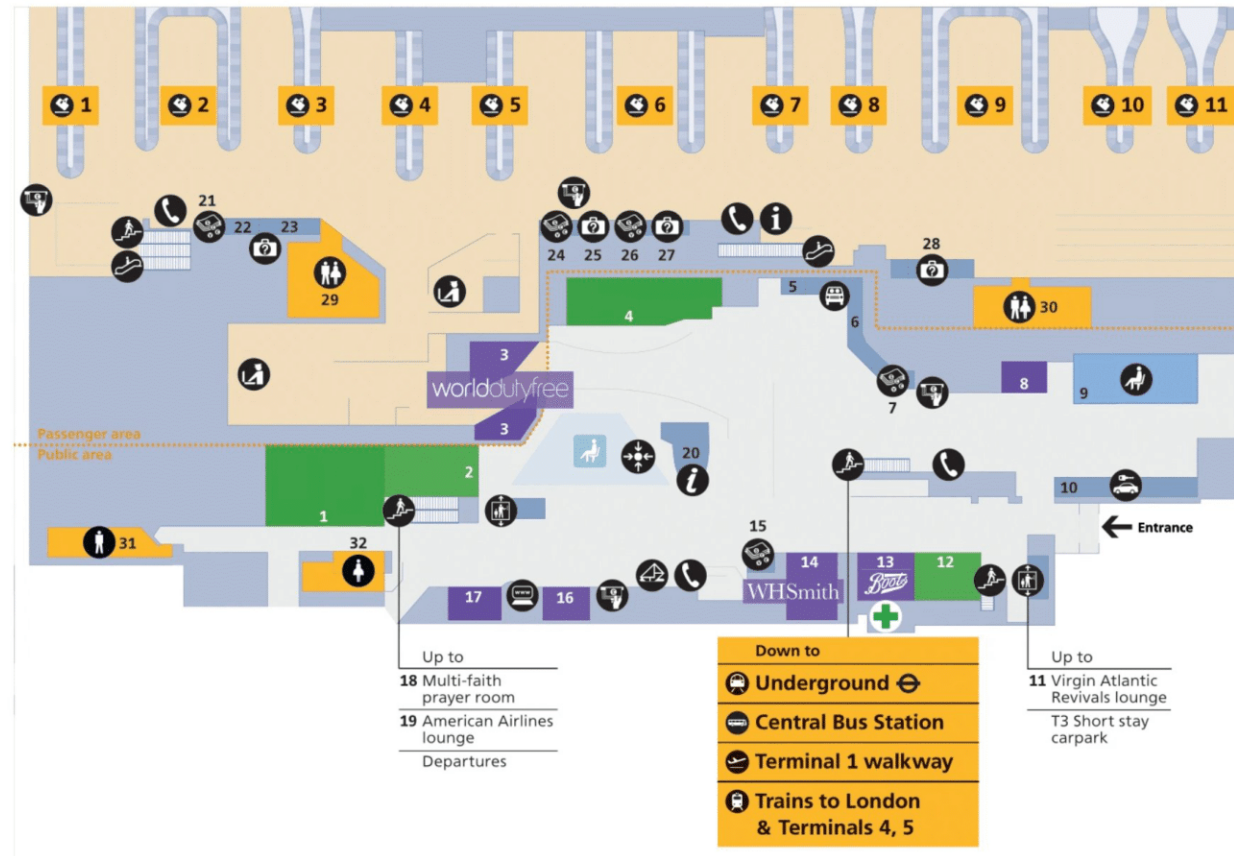 1
2
3
4
5
6
7
8
9
10
11
21
22
23
24
25
26
27
28
29
30
5
6
4
3
worlddutyfree
3
7
8
9
Passenger area
Public area
2
1
20
10
Entrance
31
32
15
14
WHSmith
13
Boots
12
17
www
16
Up to
18 Multi-faith
prayer room
19 American Airlines
lounge
Departures
Down to
Underground
Central Bus Station
Terminal 1 walkway
Trains to London
& Terminals 4, 5
Up to
11 Virgin Atlantic
Revivals lounge
T3 Short stay
carpark